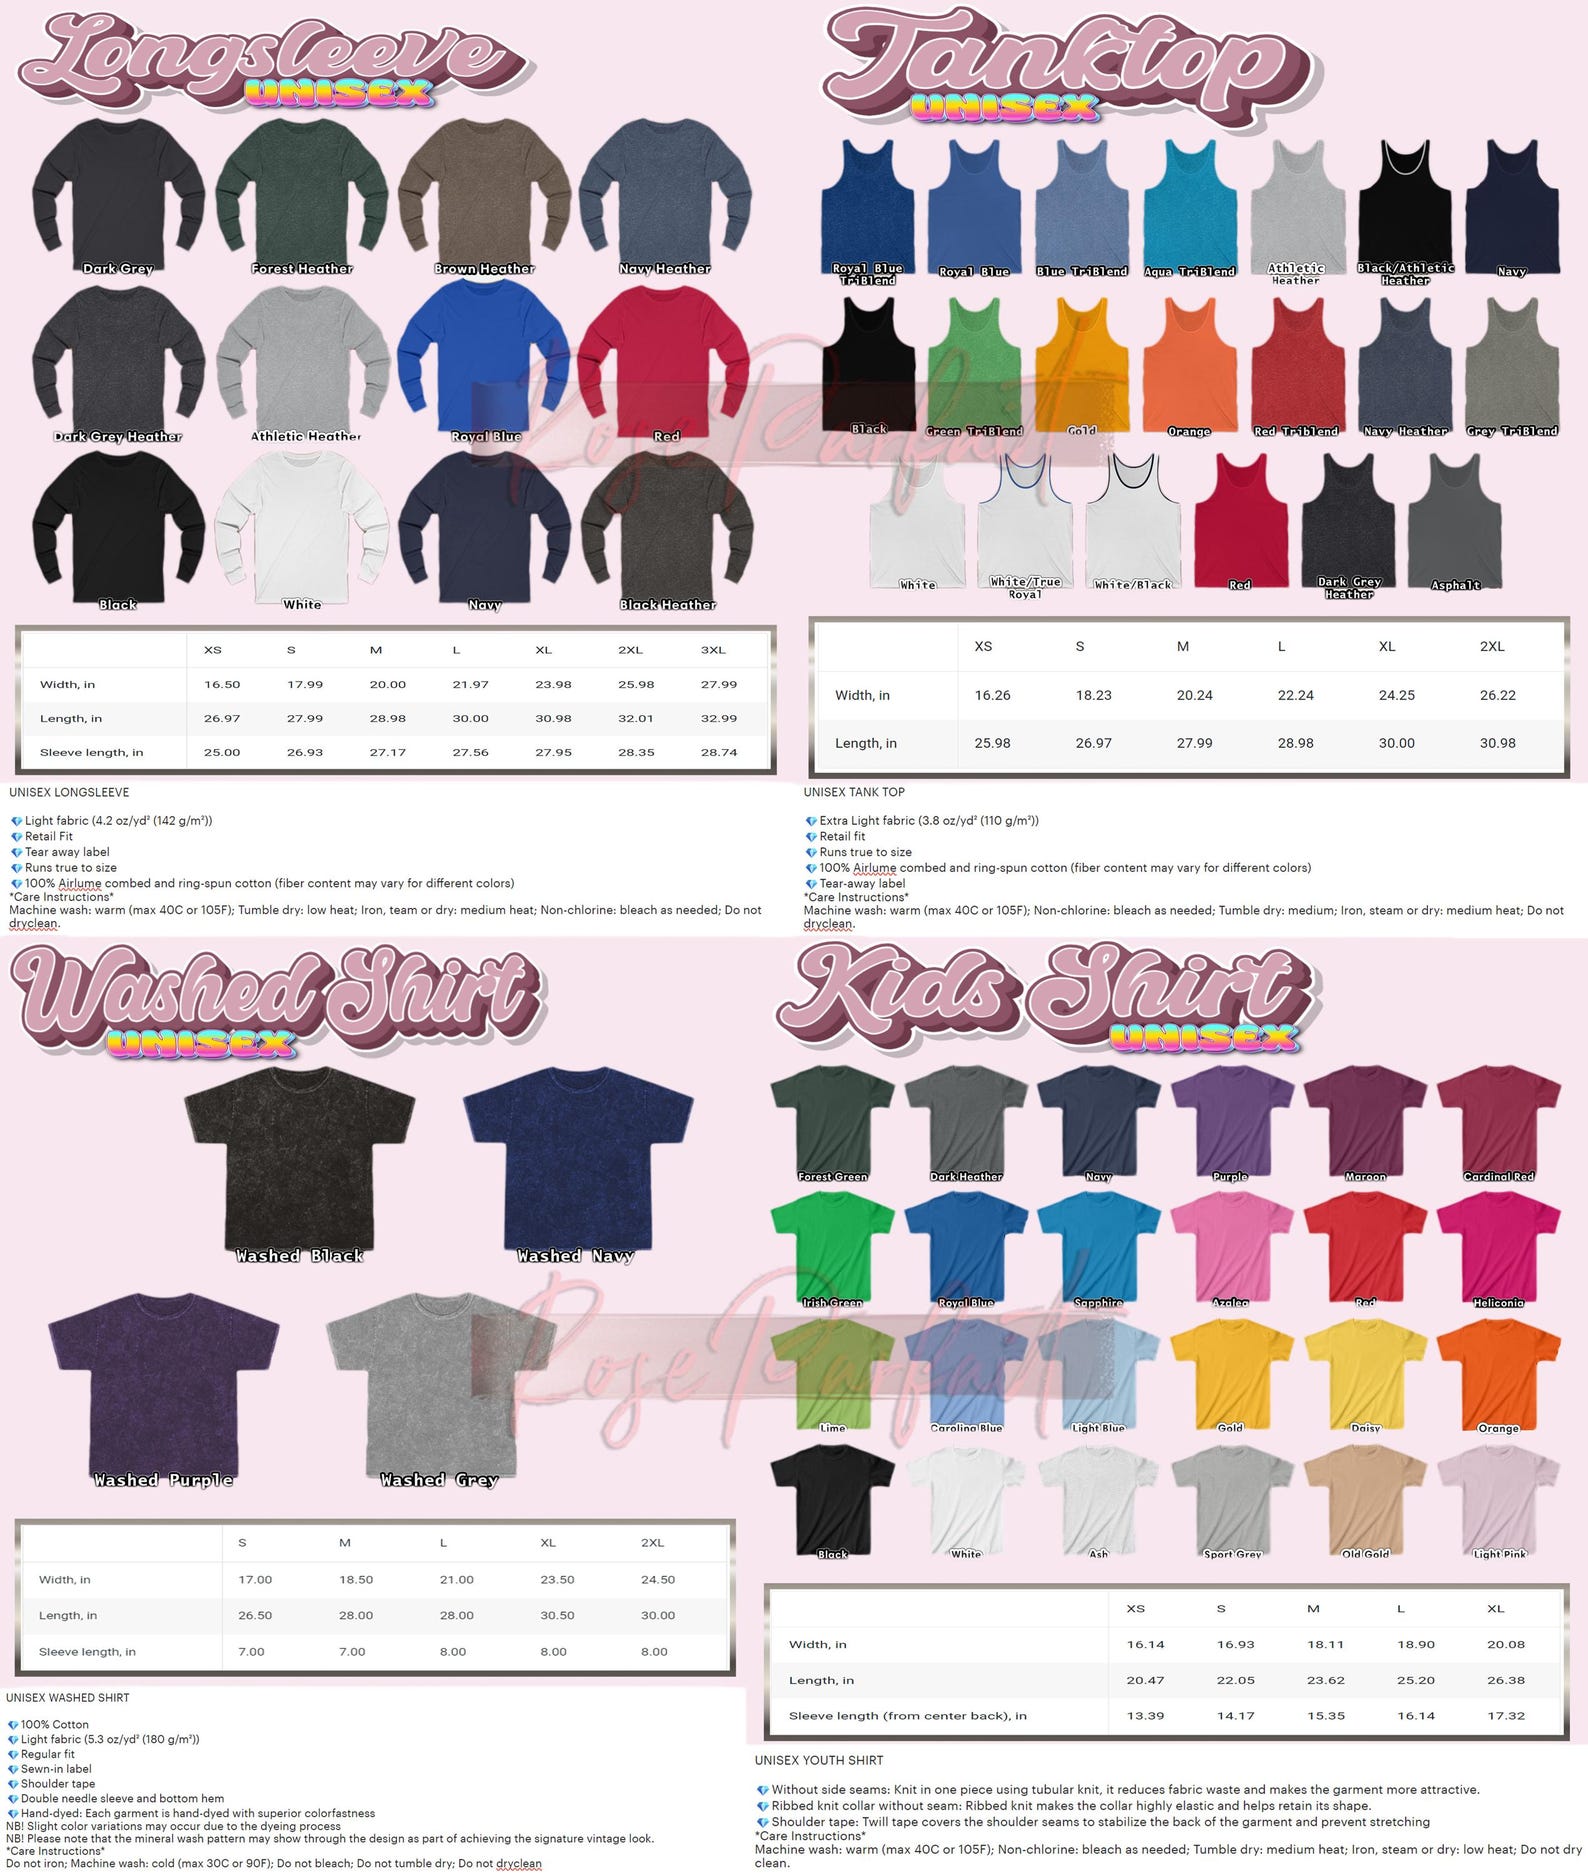 Longsleeve
UNISEX
Dark Grey
Forest Heather
Brown Heather
Navy Heather
Dark Grey Heather
Athletic Heather
Royal Blue
Red
Black
White
Navy
Black Heather
XS S M L XL 2XL 3XL
Width, in 16.50 17.99 20.00 21.97 23.98 25.98 27.99
Length, in 26.97 27.99 28.98 30.00 30.98 32.01 32.99
Sleeve length, in 25.00 26.93 27.17 27.56 27.95 28.35 28.74
UNISEX LONGSLEEVE
💎 Light fabric (4.2 oz/yd² (142 g/m²))
💎 Retail Fit
💎 Tear away label
💎 Runs true to size
💎 100% Airlume combed and ring-spun cotton (fiber content may vary for different colors)
*Care Instructions*
Machine wash: warm (max 40C or 105F); Tumble dry: low heat; Iron, team or dry: medium heat; Non-chlorine: bleach as needed; Do not
dryclean.
Tanktop
UNISEX
Royal Blue
TriBlend
Royal Blue
Blue TriBlend
Aqua TriBlend
Athletic
Heather
Black/Athletic
Heather
Navy
Black
Green TriBlend
Gold
Orange
Red Triblend
Navy Heather
Grey TriBlend
White
White/True
Royal
White/Black
Red
Dark Grey
Heather
Asphalt
XS S M L XL 2XL
Width, in 16.26 18.23 20.24 22.24 24.25 26.22
Length, in 25.98 26.97 27.99 28.98 30.00 30.98
UNISEX TANK TOP
💎 Extra Light fabric (3.8 oz/yd² (110 g/m²))
💎 Retail fit
💎 Runs true to size
💎 100% Airlume combed and ring-spun cotton (fiber content may vary for different colors)
💎 Tear-away label
*Care Instructions*
Machine wash: warm (max 40C or 105F); Non-chlorine: bleach as needed; Tumble dry: medium; Iron, steam or dry: medium heat; Do not
dryclean.
Rose Parfait
Washed Shirt
UNISEX
Washed Black
Washed Navy
Washed Purple
Washed Grey
S M L XL 2XL
Width, in 17.00 18.50 21.00 23.50 24.50
Length, in 26.50 28.00 28.00 30.50 30.00
Sleeve length, in 7.00 7.00 8.00 8.00 8.00
UNISEX WASHED SHIRT
💎 100% Cotton
💎 Light fabric (5.3 oz/yd² (180 g/m²))
💎 Regular fit
💎 Sewn-in label
💎 Shoulder tape
💎 Double needle sleeve and bottom hem
💎 Hand-dyed: Each garment is hand-dyed with superior colorfastness
NB! Slight color variations may occur due to the dyeing process
NB! Please note that the mineral wash pattern may show through the design as part of achieving the signature vintage look.
*Care Instructions*
Do not iron; Machine wash: cold (max 30C or 90F); Do not bleach; Do not tumble dry; Do not dryclean
Kids Shirt
UNISEX
Forest Green
Dark Heather
Navy
Purple
Maroon
Cardinal Red
Irish Green
Royal Blue
Sapphire
Azalea
Red
Heliconia
Lime
Carolina Blue
Light Blue
Gold
Daisy
Orange
Black
White
Ash
Sport Grey
Old Gold
Light Pink
XS S M L XL
Width, in 16.14 16.93 18.11 18.90 20.08
Length, in 20.47 22.05 23.62 25.20 26.38
Sleeve length (from center back), in 13.39 14.17 15.35 16.14 17.32
UNISEX YOUTH SHIRT
💎 Without side seams: Knit in one piece using tubular knit, it reduces fabric waste and makes the garment more attractive.
💎 Ribbed knit collar without seam: Ribbed knit makes the collar highly elastic and helps retain its shape.
💎 Shoulder tape: Twill tape covers the shoulder seams to stabilize the back of the garment and prevent stretching
*Care Instructions*
Machine wash: warm (max 40C or 105F); Non-chlorine: bleach as needed; Tumble dry: medium heat; Iron, steam or dry: low heat; Do not dry
clean.
Rose Parfait